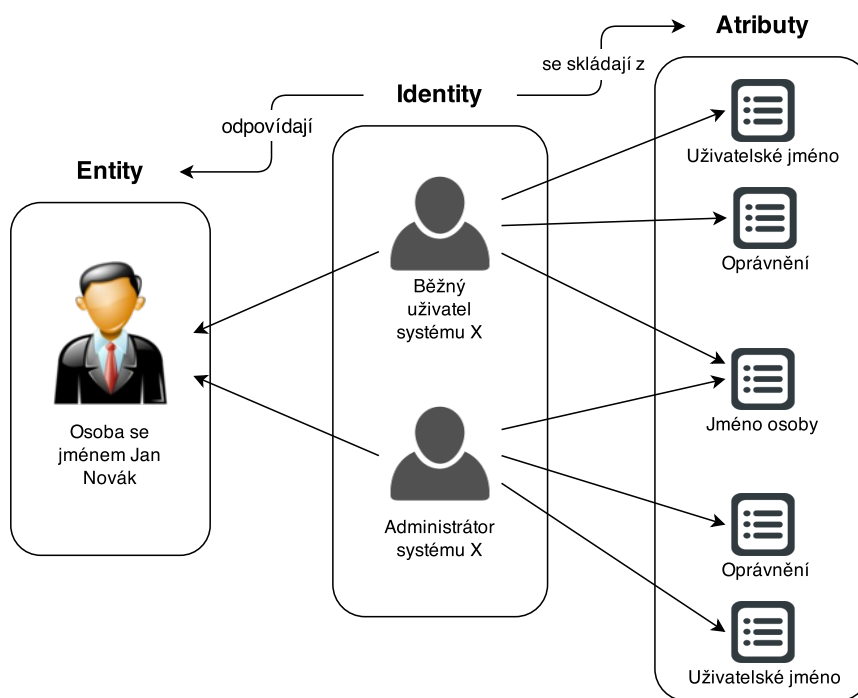 Atributy
se skládají z
Identity
odpovídají
Entity
Uživatelské jméno
Oprávnění
Běžný
uživatel
systému X
Jméno osoby
Osoba se
jménem Jan
Novák
Administrátor
systému X
Oprávnění
Uživatelské jméno